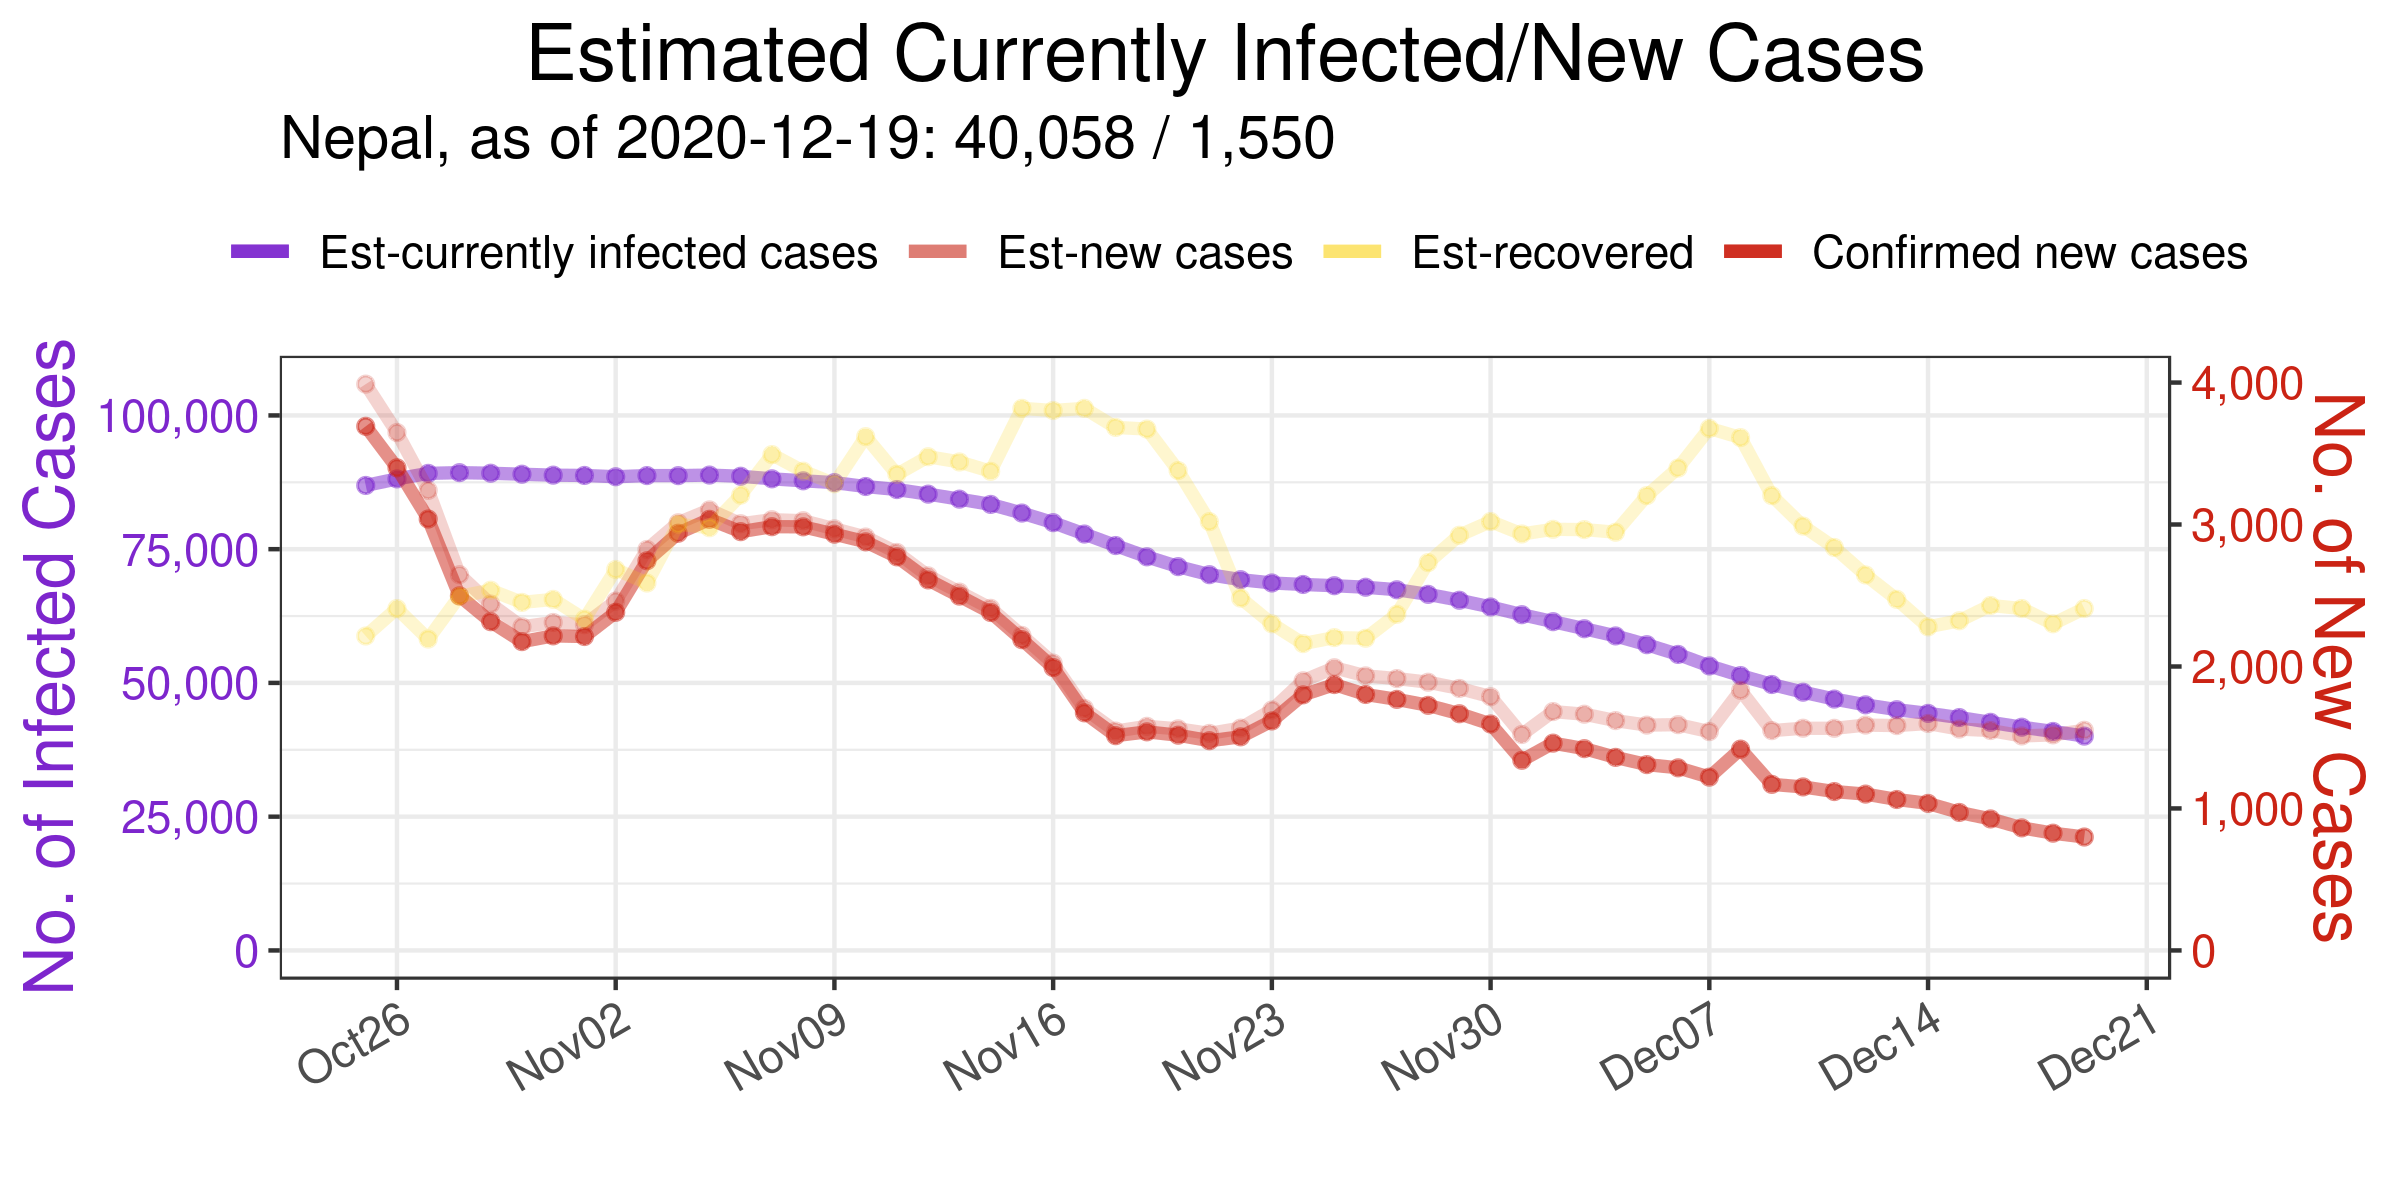 Estimated Currently Infected/New Cases
Nepal, as of 2020-12-19: 40,058 / 1,550
Est-currently infected cases Est-new cases Est-recovered Confirmed new cases
No. of Infected Cases
100,000
75,000
50,000
25,000
0
4,000
3,000
2,000
1,000
0
No. of New Cases
Oct26 Nov02 Nov09 Nov16 Nov23 Nov30 Dec07 Dec14 Dec21